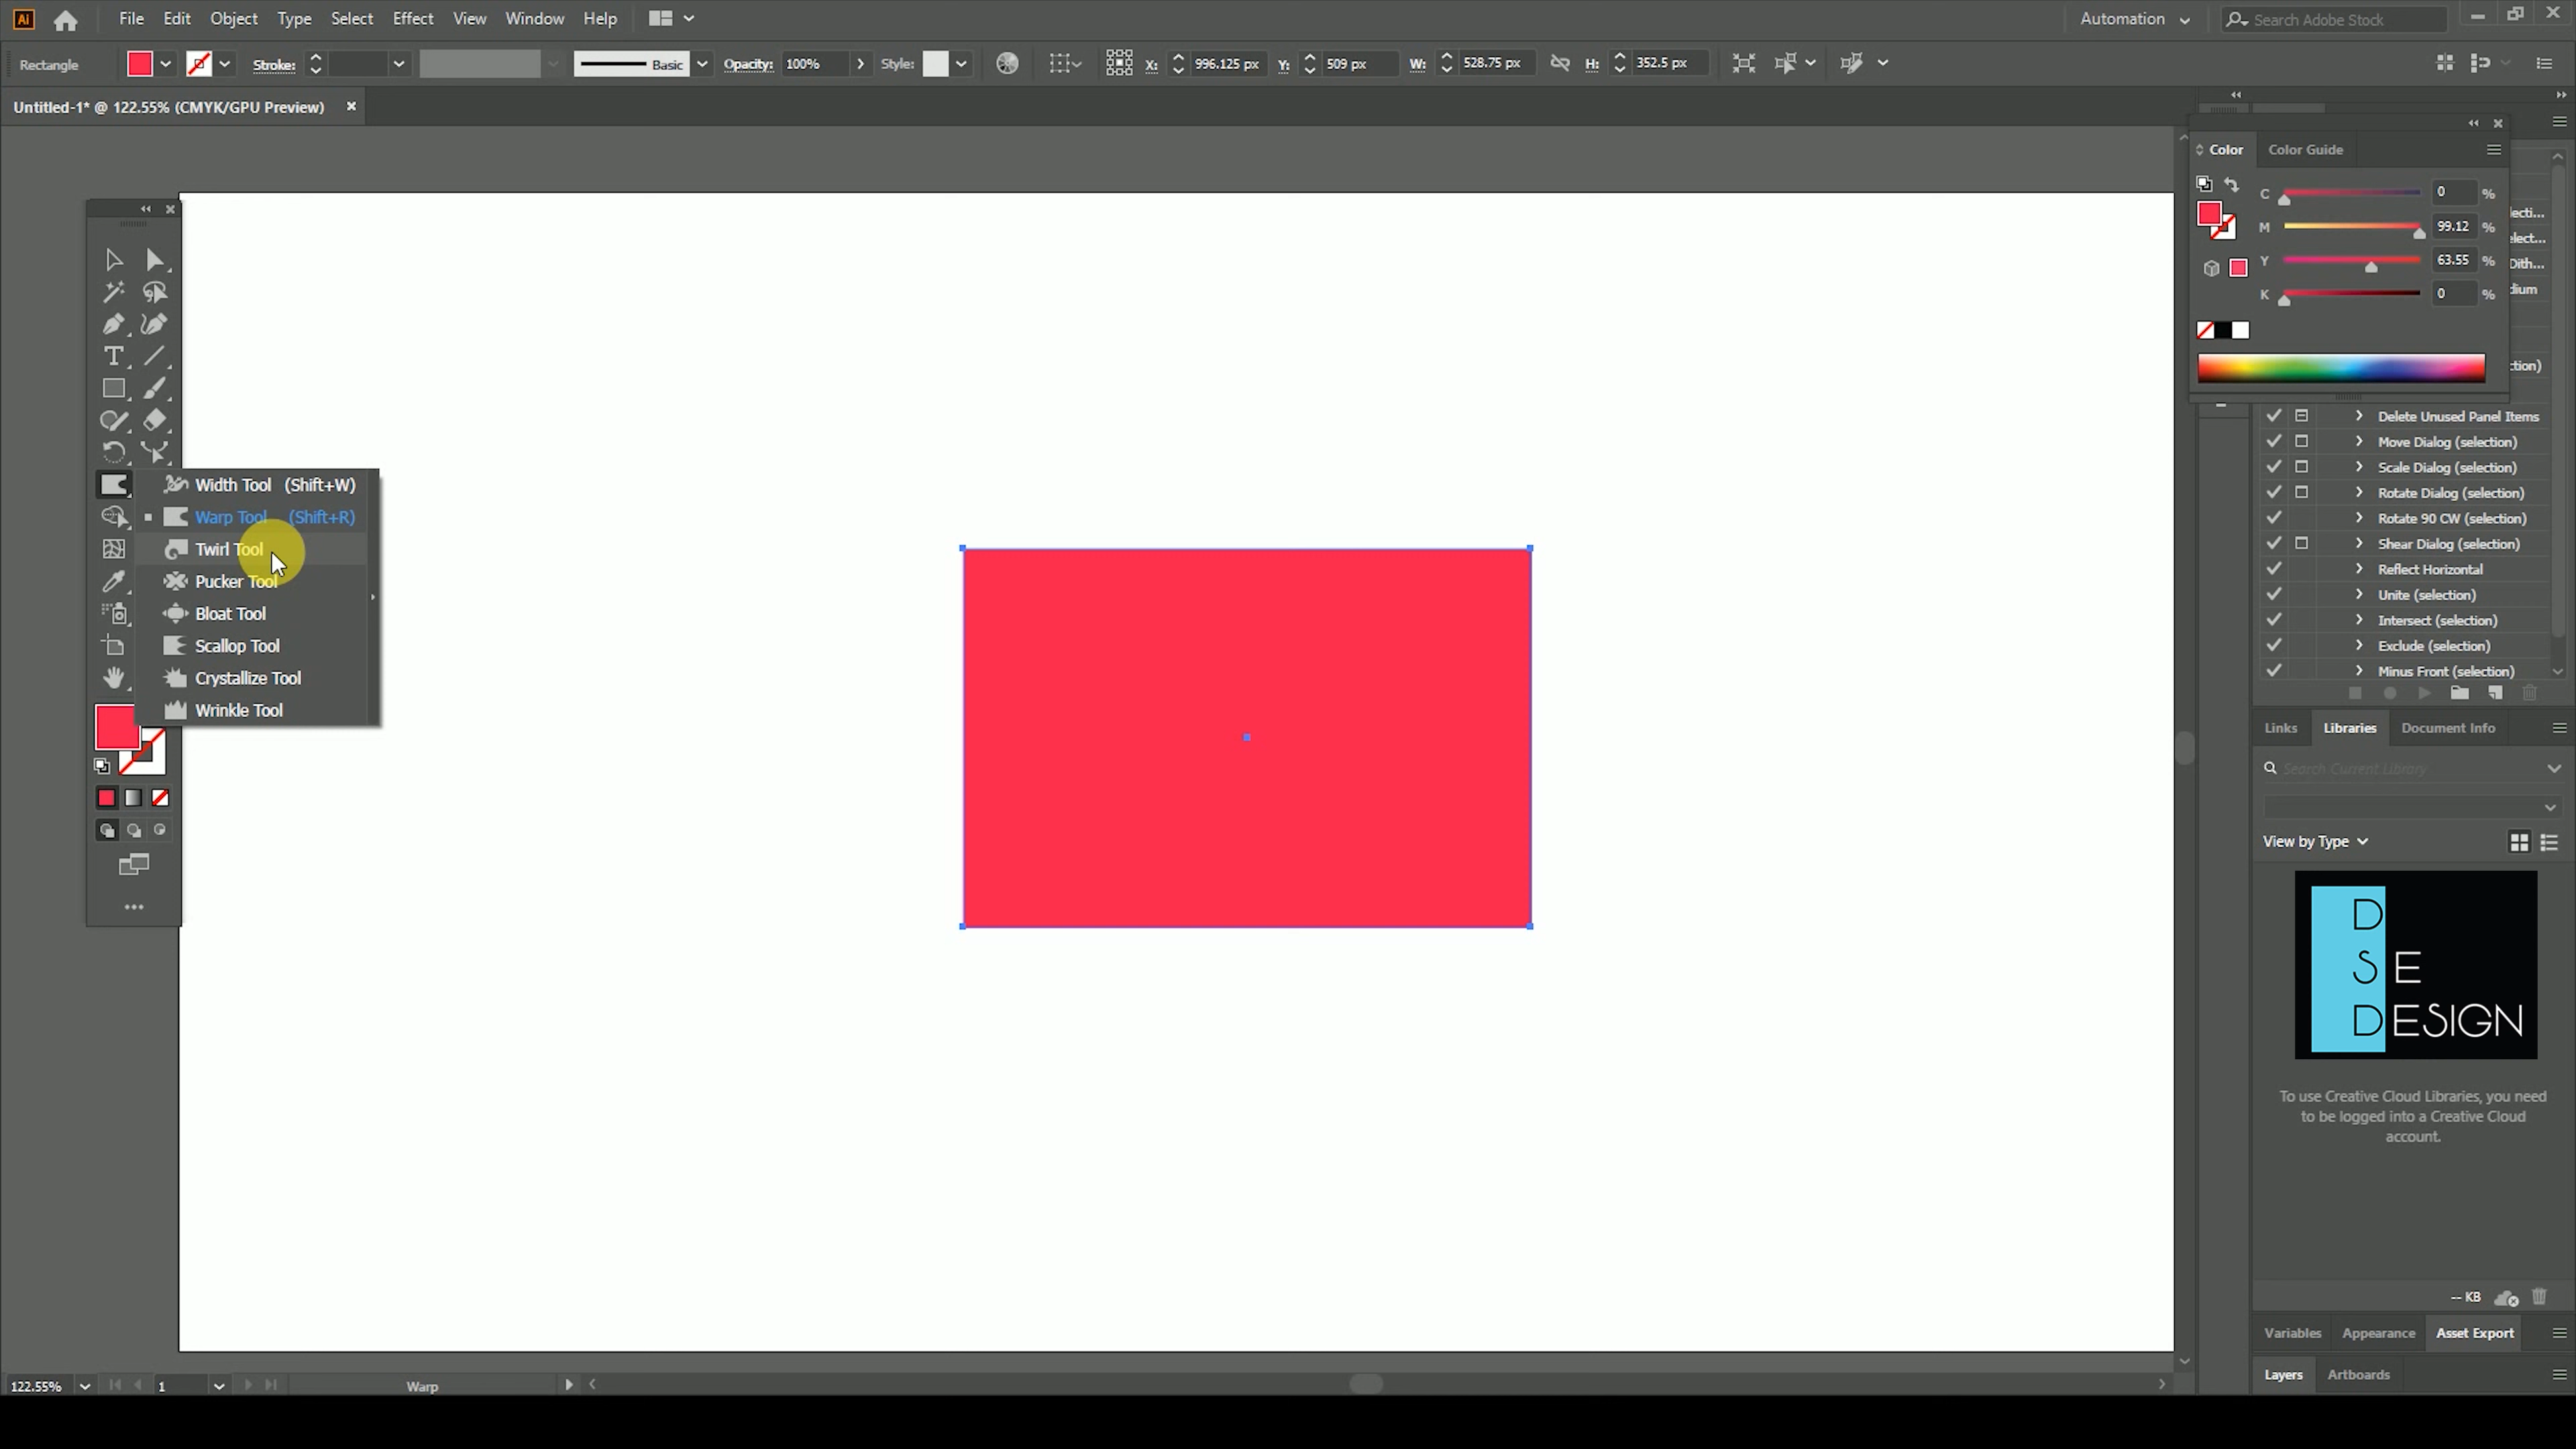 Ai File Edit Object Type Select Effect View Window Help Automation Search Adobe Stock
Rectangle Stroke: Basic Opacity: 100% Style: X: 996.125 px Y: 509 px W: 528.75 px H: 352.5 px
Untitled-1* @ 122.55% (CMYK/GPU Preview)
Color Color Guide
C 0 %
M 99.12 %
Y 63.55 %
K 0 %
Width Tool (Shift+W)
Warp Tool (Shift+R)
Twirl Tool
Pucker Tool
Bloat Tool
Scallop Tool
Crystallize Tool
Wrinkle Tool
Delete Unused Panel Items
Move Dialog (selection)
Scale Dialog (selection)
Rotate Dialog (selection)
Rotate 90 CW (selection)
Shear Dialog (selection)
Reflect Horizontal
Unite (selection)
Intersect (selection)
Exclude (selection)
Minus Front (selection)
Links Libraries Document Info
Search Current Library
View by Type
D
S E
DESIGN
To use Creative Cloud Libraries, you need
to be logged into a Creative Cloud
account.
-- KB
Variables Appearance Asset Export
Layers Artboards
122.55% 1 Warp